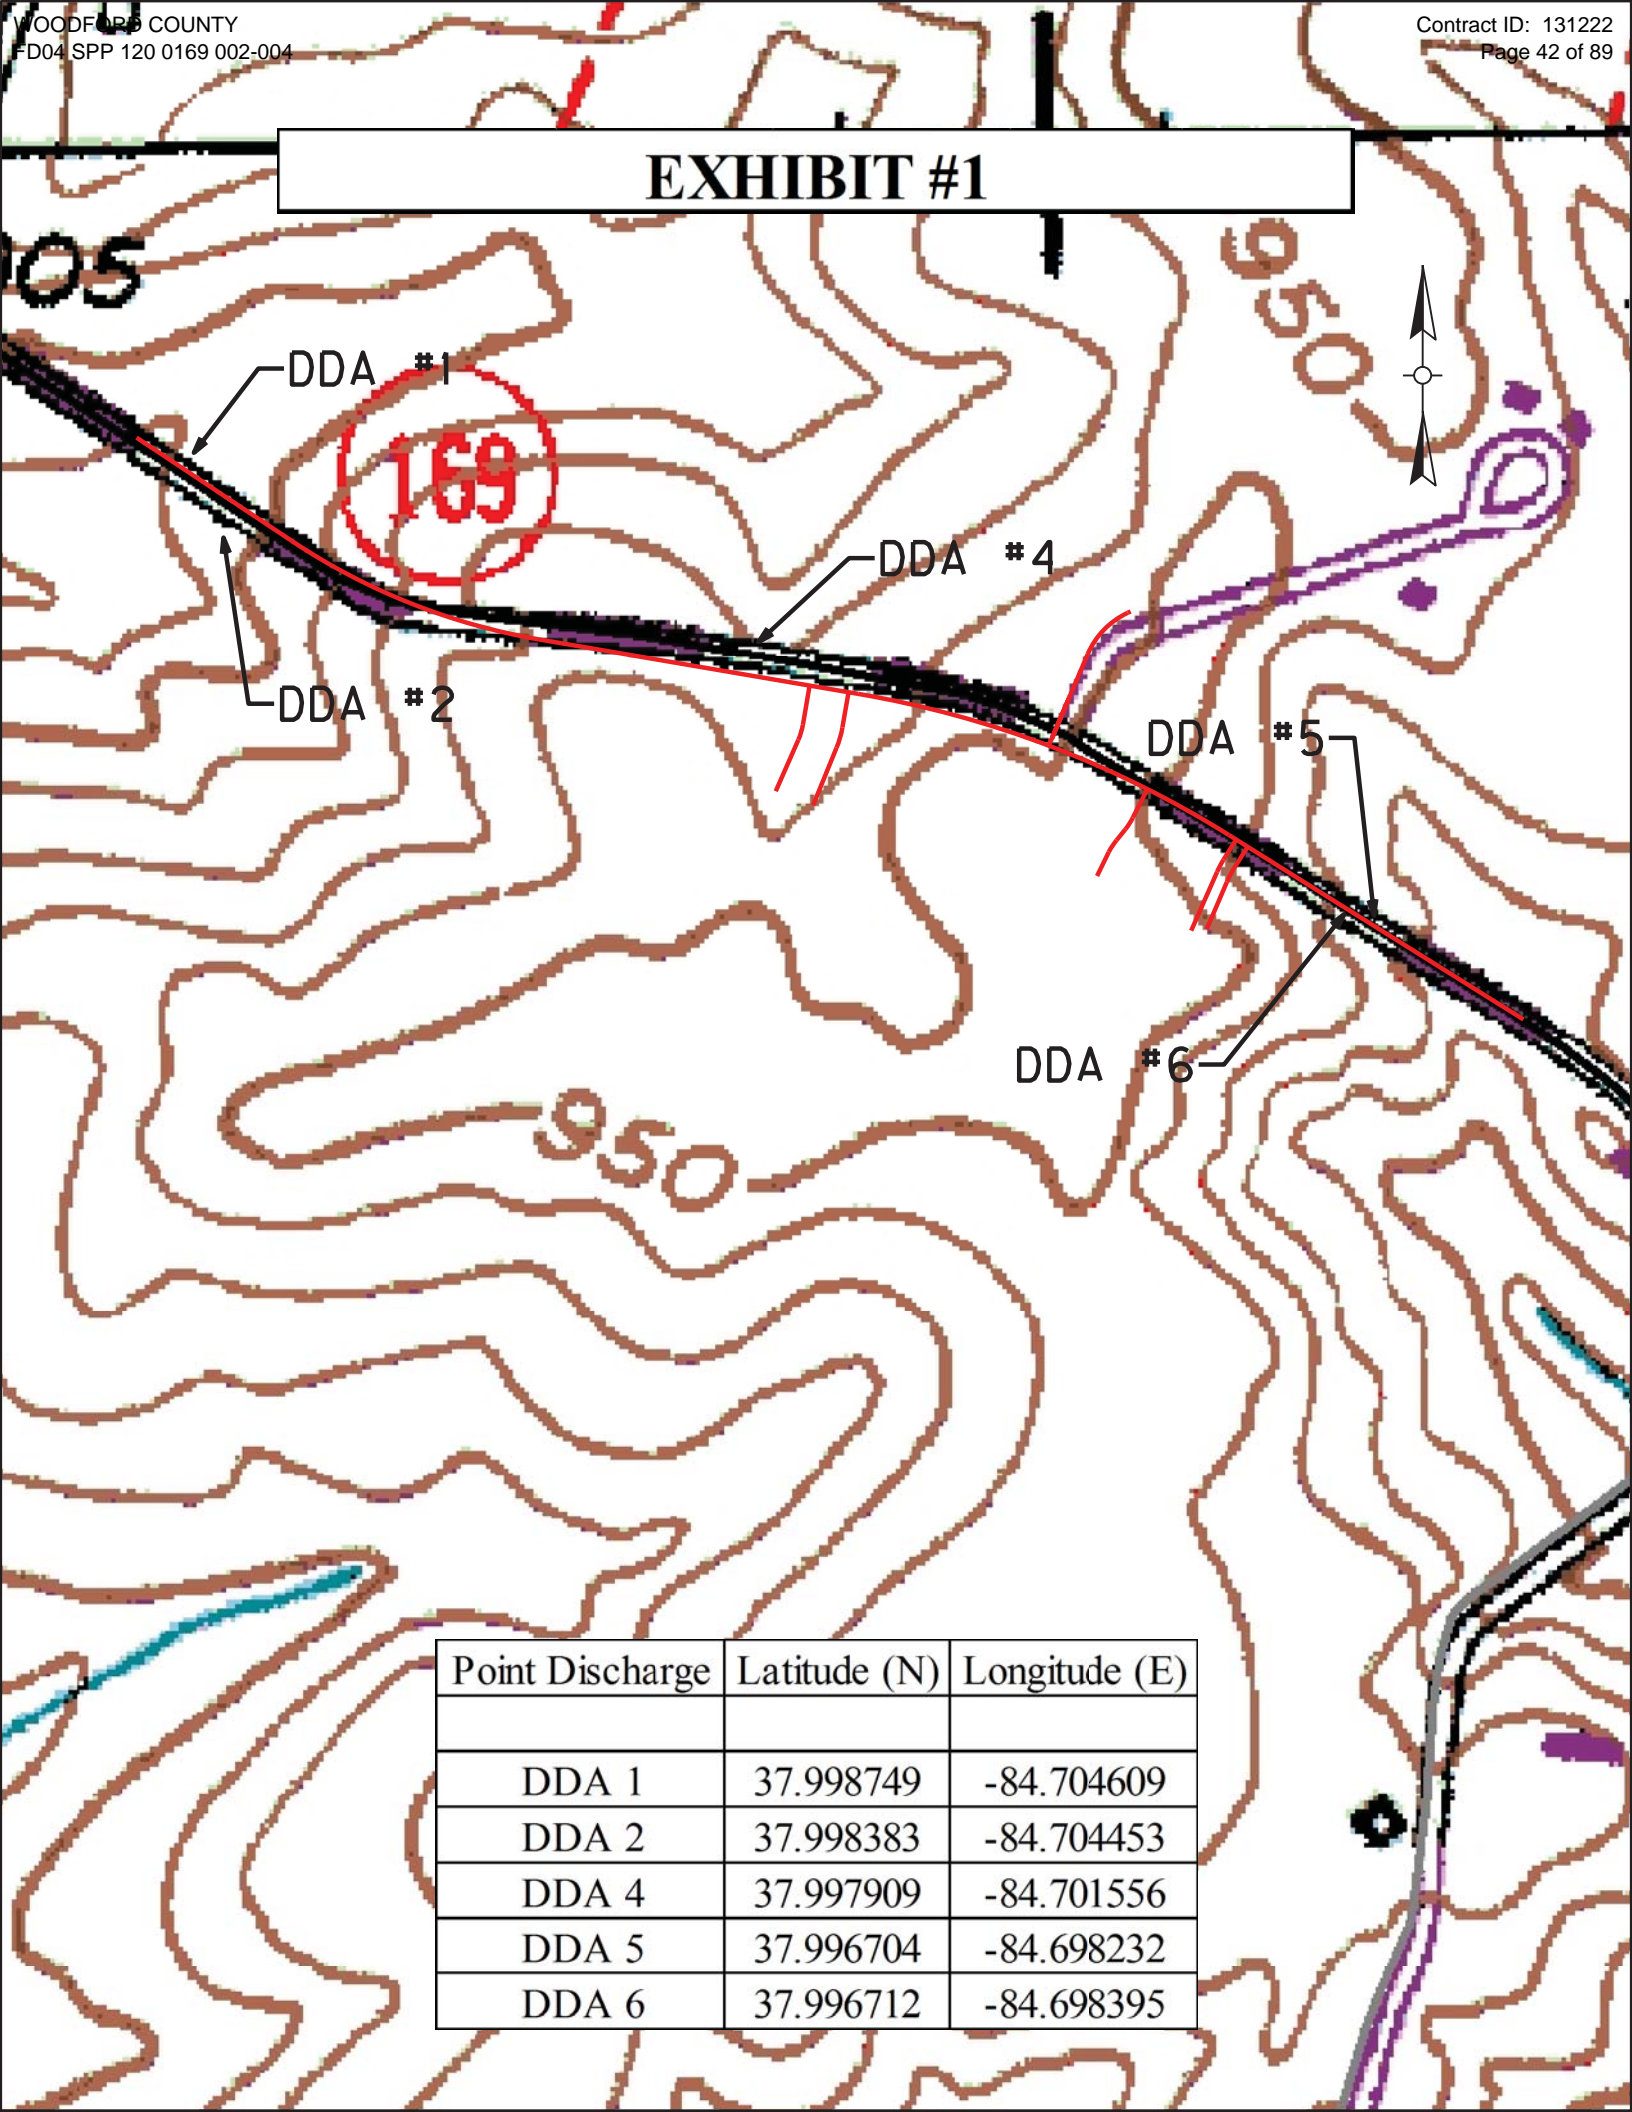 WOODFORD COUNTY
FD04 SPP 120 0169 002-004
Contract ID: 131222
Page 42 of 89
EXHIBIT #1
950
DDA #1
169
DDA #4
DDA #2
DDA #5
DDA #6
950
Point Discharge Latitude (N) Longitude (E)
DDA 1 37.998749 -84.704609
DDA 2 37.998383 -84.704453
DDA 4 37.997909 -84.701556
DDA 5 37.996704 -84.698232
DDA 6 37.996712 -84.698395